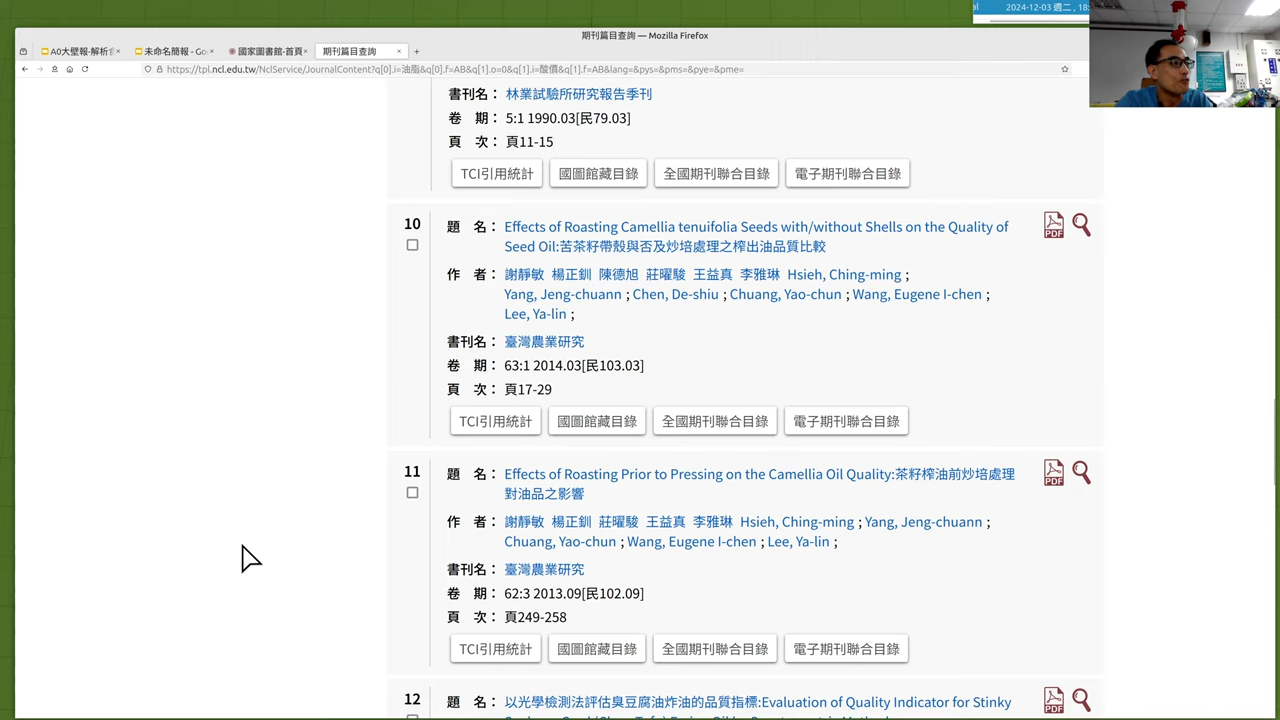 al 2024-12-03 週二 , 18:
期刊篇目查詢 — Mozilla Firefox
A0大壁報-解析 未命名簡報 - Go 國家圖書館-首頁 期刊篇目查詢 × +
https://tpl.ncl.edu.tw/NclService/JournalContent?q[0].i=油脂&q[0].f=AB&q[1].o=0&q[1].i=酸價&q[1].f=AB&lang=&pys=&pms=&pye=&pme=
書刊名： 林業試驗所研究報告季刊
卷 期： 5:1 1990.03[民79.03]
頁 次： 頁11-15
TCI引用統計 國圖館藏目錄 全國期刊聯合目錄 電子期刊聯合目錄
10 題 名： Effects of Roasting Camellia tenuifolia Seeds with/without Shells on the Quality of
Seed Oil:苦茶籽帶殼與否及炒培處理之榨出油品質比較
PDF
作 者： 謝靜敏 楊正釧 陳德旭 莊曜駿 王益真 李雅琳 Hsieh, Ching-ming ;
Yang, Jeng-chuann ; Chen, De-shiu ; Chuang, Yao-chun ; Wang, Eugene I-chen ;
Lee, Ya-lin ;
書刊名： 臺灣農業研究
卷 期： 63:1 2014.03[民103.03]
頁 次： 頁17-29
TCI引用統計 國圖館藏目錄 全國期刊聯合目錄 電子期刊聯合目錄
11 題 名： Effects of Roasting Prior to Pressing on the Camellia Oil Quality:茶籽榨油前炒培處理
對油品之影響
PDF
作 者： 謝靜敏 楊正釧 莊曜駿 王益真 李雅琳 Hsieh, Ching-ming ; Yang, Jeng-chuann ;
Chuang, Yao-chun ; Wang, Eugene I-chen ; Lee, Ya-lin ;
書刊名： 臺灣農業研究
卷 期： 62:3 2013.09[民102.09]
頁 次： 頁249-258
TCI引用統計 國圖館藏目錄 全國期刊聯合目錄 電子期刊聯合目錄
12 題 名： 以光學檢測法評估臭豆腐油炸油的品質指標:Evaluation of Quality Indicator for Stinky
PDF